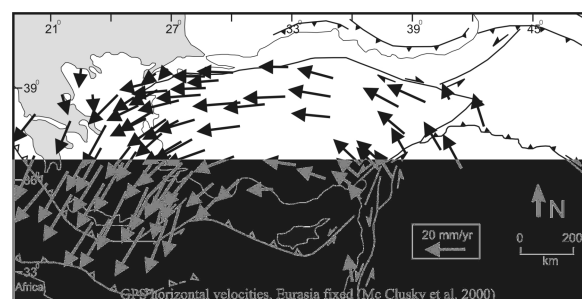 21° 27° 33° 39° 45°
39°
36°
N
20 mm/yr
0 200
km
33°
Africa
GPS horizontal velocities, Eurasia fixed (Mc Clusky et al. 2000)